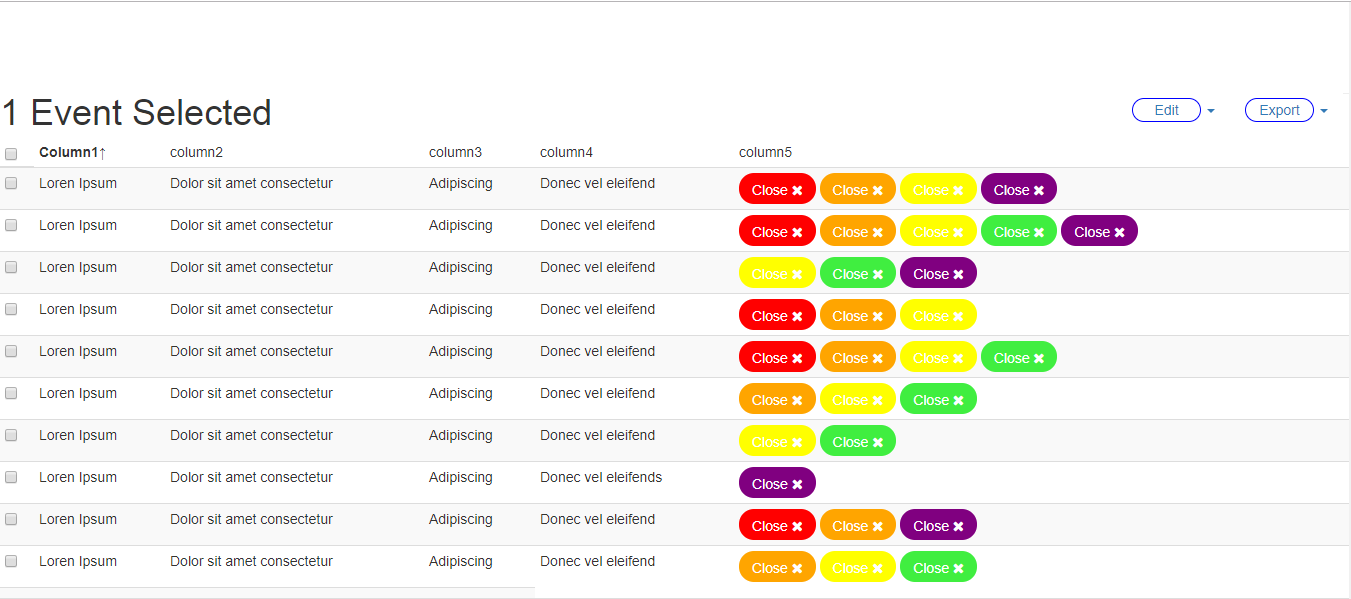 1 Event Selected Edit Export
Column1↑ column2 column3 column4 column5
Loren Ipsum Dolor sit amet consectetur Adipiscing Donec vel eleifend Close ✖ Close ✖ Close ✖ Close ✖
Loren Ipsum Dolor sit amet consectetur Adipiscing Donec vel eleifend Close ✖ Close ✖ Close ✖ Close ✖ Close ✖
Loren Ipsum Dolor sit amet consectetur Adipiscing Donec vel eleifend Close ✖ Close ✖ Close ✖
Loren Ipsum Dolor sit amet consectetur Adipiscing Donec vel eleifend Close ✖ Close ✖ Close ✖
Loren Ipsum Dolor sit amet consectetur Adipiscing Donec vel eleifend Close ✖ Close ✖ Close ✖ Close ✖
Loren Ipsum Dolor sit amet consectetur Adipiscing Donec vel eleifend Close ✖ Close ✖ Close ✖
Loren Ipsum Dolor sit amet consectetur Adipiscing Donec vel eleifend Close ✖ Close ✖
Loren Ipsum Dolor sit amet consectetur Adipiscing Donec vel eleifends Close ✖
Loren Ipsum Dolor sit amet consectetur Adipiscing Donec vel eleifend Close ✖ Close ✖ Close ✖
Loren Ipsum Dolor sit amet consectetur Adipiscing Donec vel eleifend Close ✖ Close ✖ Close ✖